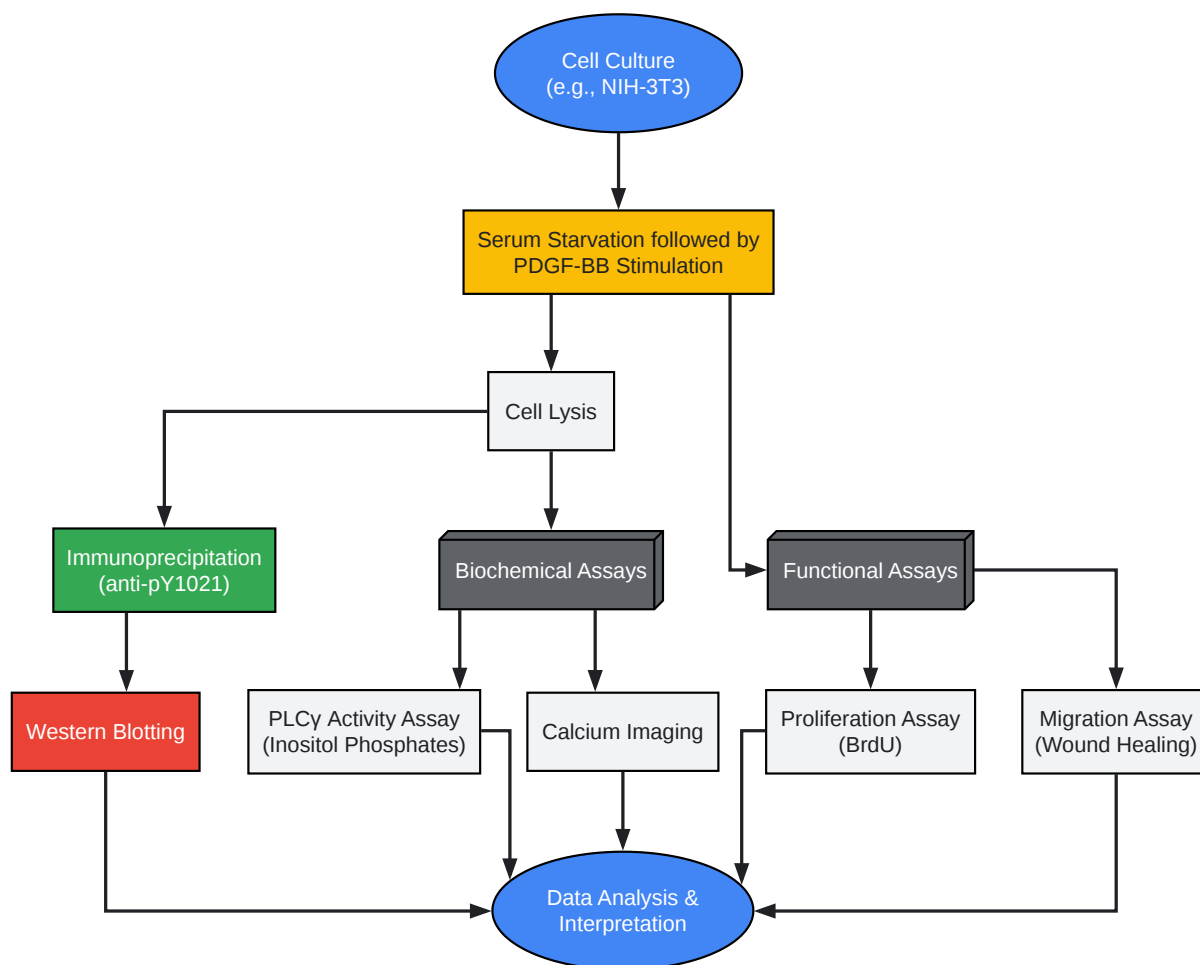 Cell Culture
(e.g., NIH-3T3)
Serum Starvation followed by
PDGF-BB Stimulation
Cell Lysis
Immunoprecipitation
(anti-pY1021)
Biochemical Assays
Functional Assays
Western Blotting
PLCγ Activity Assay
(Inositol Phosphates)
Calcium Imaging
Proliferation Assay
(BrdU)
Migration Assay
(Wound Healing)
Data Analysis &
Interpretation